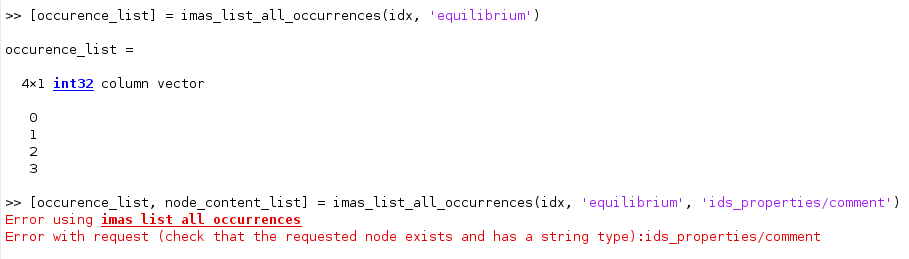 >> [occurence_list] = imas_list_all_occurrences(idx, 'equilibrium')
occurence_list =
4×1 int32 column vector
0
1
2
3
>> [occurence_list, node_content_list] = imas_list_all_occurrences(idx, 'equilibrium', 'ids_properties/comment')
Error using imas_list_all_occurrences
Error with request (check that the requested node exists and has a string type):ids_properties/comment